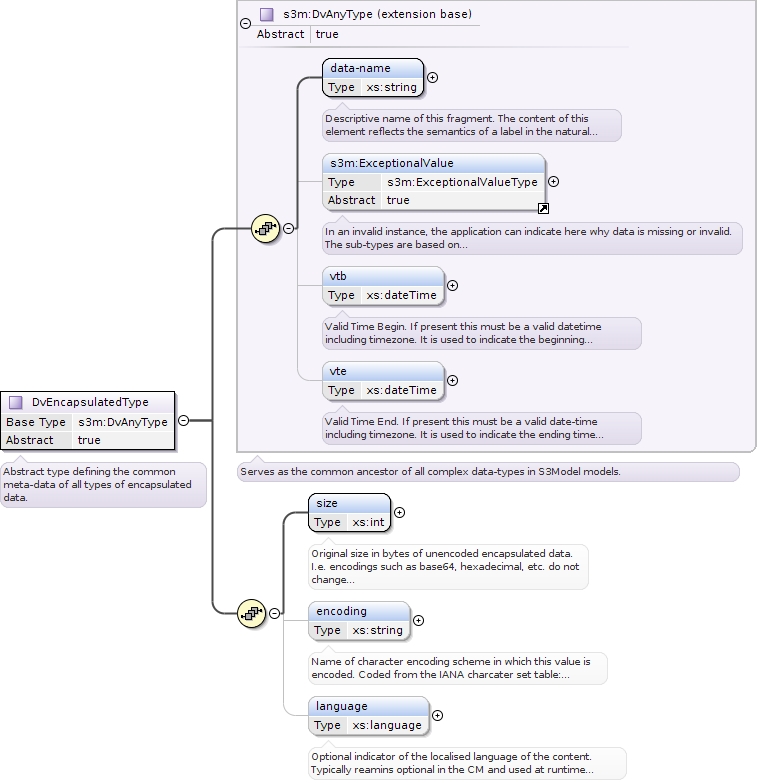 s3m:DvAnyType (extension base)
Abstract true
data-name
Type xs:string
Descriptive name of this fragment. The content of this
element reflects the semantics of a label in the natural...
s3m:ExceptionalValue
Type s3m:ExceptionalValueType
Abstract true
In an invalid instance, the application can indicate here why data is missing or invalid.
The sub-types are based on...
vtb
Type xs:dateTime
Valid Time Begin. If present this must be a valid datetime
including timezone. It is used to indicate the beginning...
vte
Type xs:dateTime
Valid Time End. If present this must be a valid date-time
including timezone. It is used to indicate the ending time...
Serves as the common ancestor of all complex data-types in S3Model models.
DvEncapsulatedType
Base Type s3m:DvAnyType
Abstract true
Abstract type defining the common
meta-data of all types of encapsulated
data.
size
Type xs:int
Original size in bytes of unencoded encapsulated data.
I.e. encodings such as base64, hexadecimal, etc. do not
change...
encoding
Type xs:string
Name of character encoding scheme in which this value is
encoded. Coded from the IANA charcater set table:...
language
Type xs:language
Optional indicator of the localised language of the content.
Typically reamins optional in the CM and used at runtime...